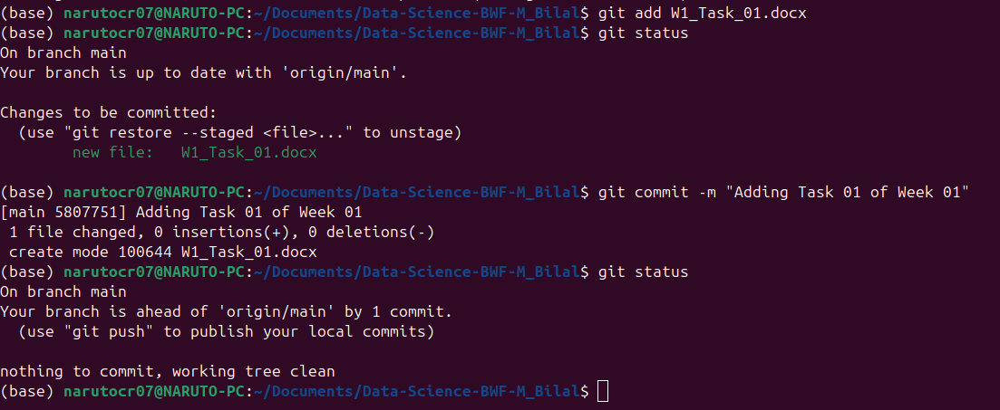 (base) narutocr07@NARUTO-PC:~/Documents/Data-Science-BWF-M_Bilal$ git add W1_Task_01.docx
(base) narutocr07@NARUTO-PC:~/Documents/Data-Science-BWF-M_Bilal$ git status
On branch main
Your branch is up to date with 'origin/main'.

Changes to be committed:
  (use "git restore --staged <file>..." to unstage)
        new file:   W1_Task_01.docx

(base) narutocr07@NARUTO-PC:~/Documents/Data-Science-BWF-M_Bilal$ git commit -m "Adding Task 01 of Week 01"
[main 5807751] Adding Task 01 of Week 01
 1 file changed, 0 insertions(+), 0 deletions(-)
 create mode 100644 W1_Task_01.docx
(base) narutocr07@NARUTO-PC:~/Documents/Data-Science-BWF-M_Bilal$ git status
On branch main
Your branch is ahead of 'origin/main' by 1 commit.
  (use "git push" to publish your local commits)

nothing to commit, working tree clean
(base) narutocr07@NARUTO-PC:~/Documents/Data-Science-BWF-M_Bilal$